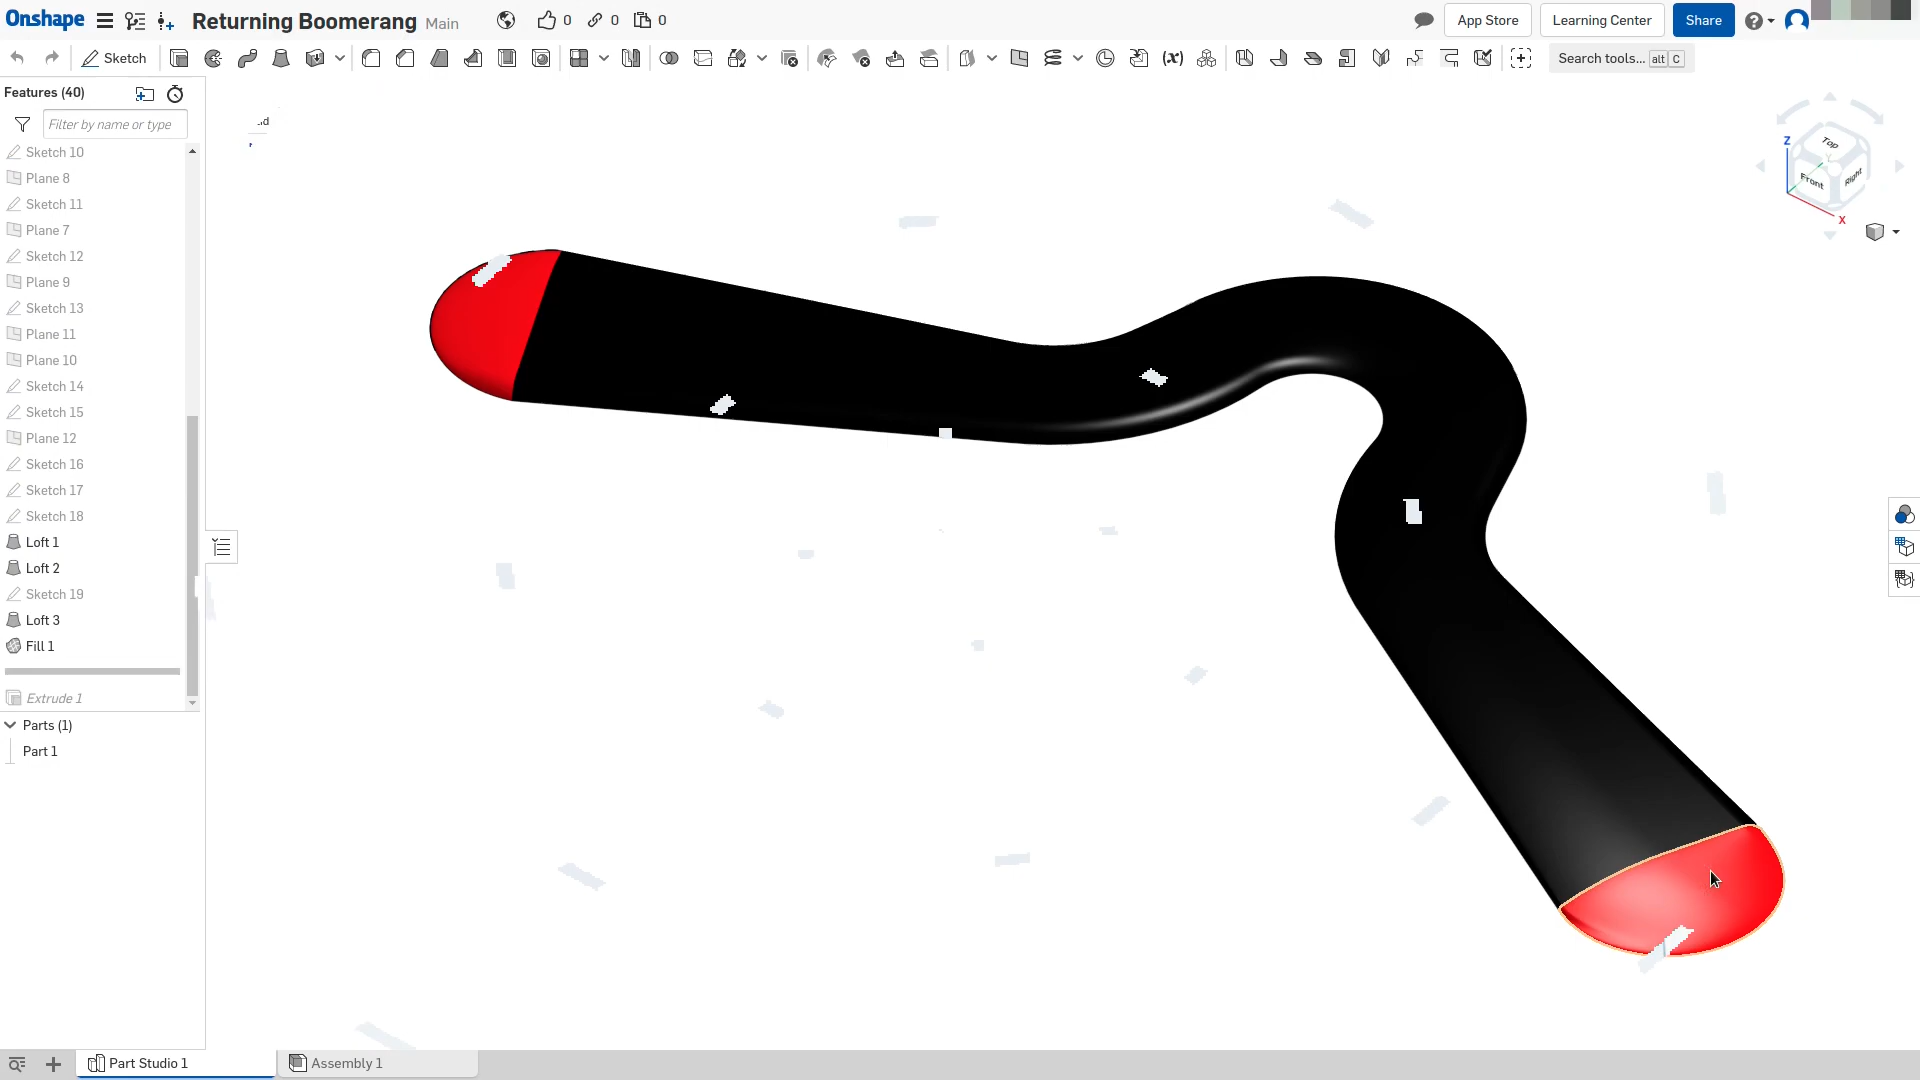 Onshape Returning Boomerang Main 0 0 0 App Store Learning Center Share
Sketch (x) Search tools... alt C
Features (40)
Filter by name or type
Sketch 10
Plane 8
Sketch 11
Plane 7
Sketch 12
Plane 9
Sketch 13
Plane 11
Plane 10
Sketch 14
Sketch 15
Plane 12
Sketch 16
Sketch 17
Sketch 18
Loft 1
Loft 2
Sketch 19
Loft 3
Fill 1
Extrude 1
Parts (1)
Part 1
Z
Top
Front
Right
X
Part Studio 1
Assembly 1